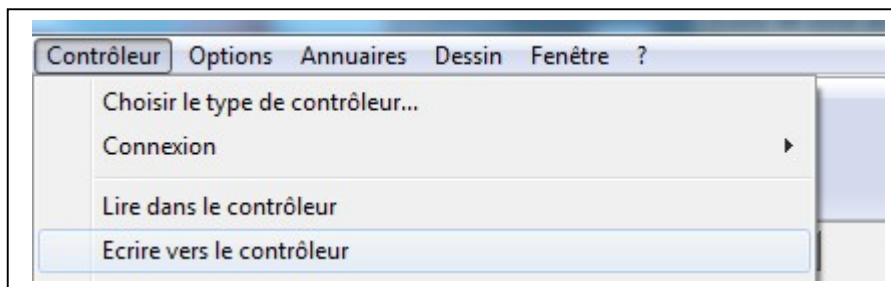 Contrôleur Options Annuaires Dessin Fenêtre ?
Choisir le type de contrôleur...
Connexion
Lire dans le contrôleur
Ecrire vers le contrôleur